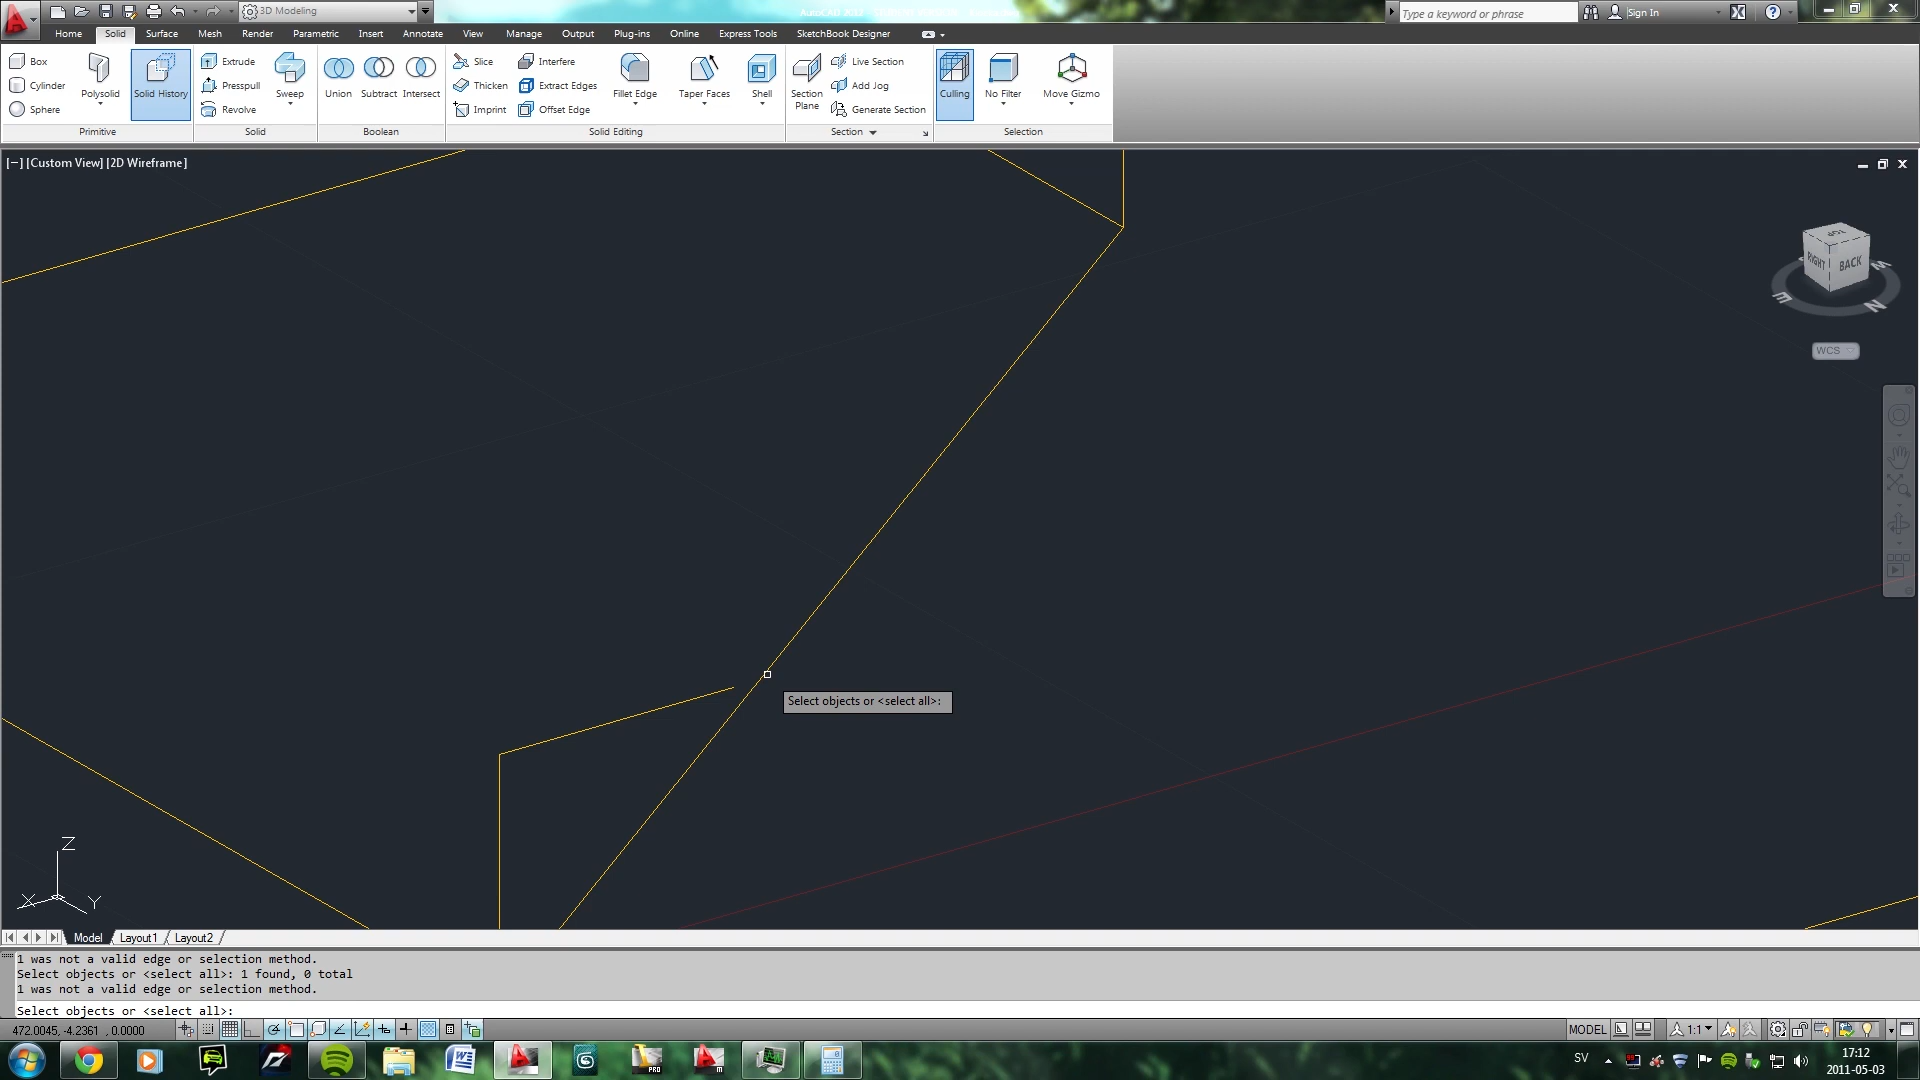 3D Modeling
AutoCAD 2012
Type a keyword or phrase
Sign In
Home Solid Surface Mesh Render Parametric Insert Annotate View Manage Output Plug-ins Online Express Tools SketchBook Designer
Box
Cylinder
Sphere
Polysolid
Solid History
Extrude
Presspull
Revolve
Sweep
Union
Subtract
Intersect
Slice
Thicken
Imprint
Interfere
Extract Edges
Offset Edge
Fillet Edge
Taper Faces
Shell
Section
Plane
Live Section
Add Jog
Generate Section
Culling
No Filter
Move Gizmo
Primitive
Solid
Boolean
Solid Editing
Section
Selection
[−] [Custom View] [2D Wireframe]
TOP
RIGHT
BACK
M
E
N
WCS
Select objects or <select all>:
Z
X
Y
Model Layout1 Layout2
1 was not a valid edge or selection method.
Select objects or <select all>: 1 found, 0 total
1 was not a valid edge or selection method.
Select objects or <select all>:
472.0045, -4.2361 , 0.0000
MODEL
1:1
SV
17:12
2011-05-03
PRO